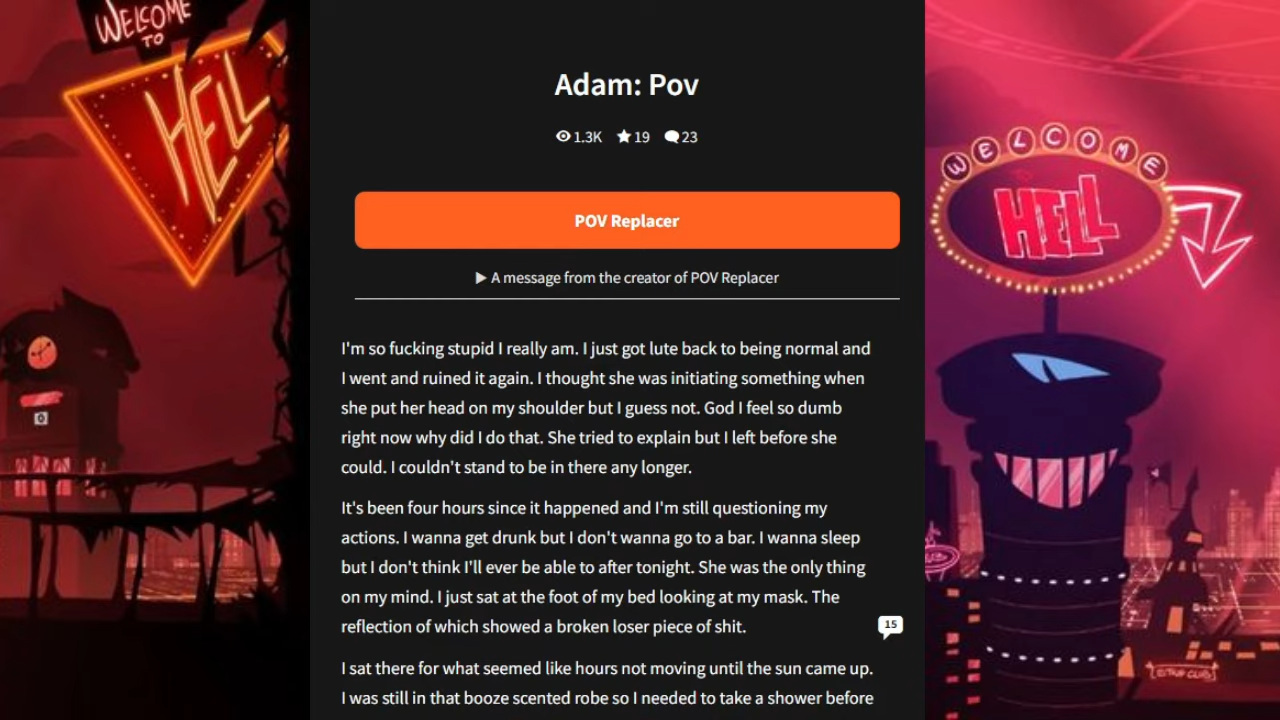 WELCOME
TO
HELL
Adam: Pov
1.3K 19 23
POV Replacer
▶ A message from the creator of POV Replacer
I'm so fucking stupid I really am. I just got lute back to being normal and
I went and ruined it again. I thought she was initiating something when
she put her head on my shoulder but I guess not. God I feel so dumb
right now why did I do that. She tried to explain but I left before she
could. I couldn't stand to be in there any longer.
It's been four hours since it happened and I'm still questioning my
actions. I wanna get drunk but I don't wanna go to a bar. I wanna sleep
but I don't think I'll ever be able to after tonight. She was the only thing
on my mind. I just sat at the foot of my bed looking at my mask. The
reflection of which showed a broken loser piece of shit.
15
I sat there for what seemed like hours not moving until the sun came up.
I was still in that booze scented robe so I needed to take a shower before
WELCOME
HELL